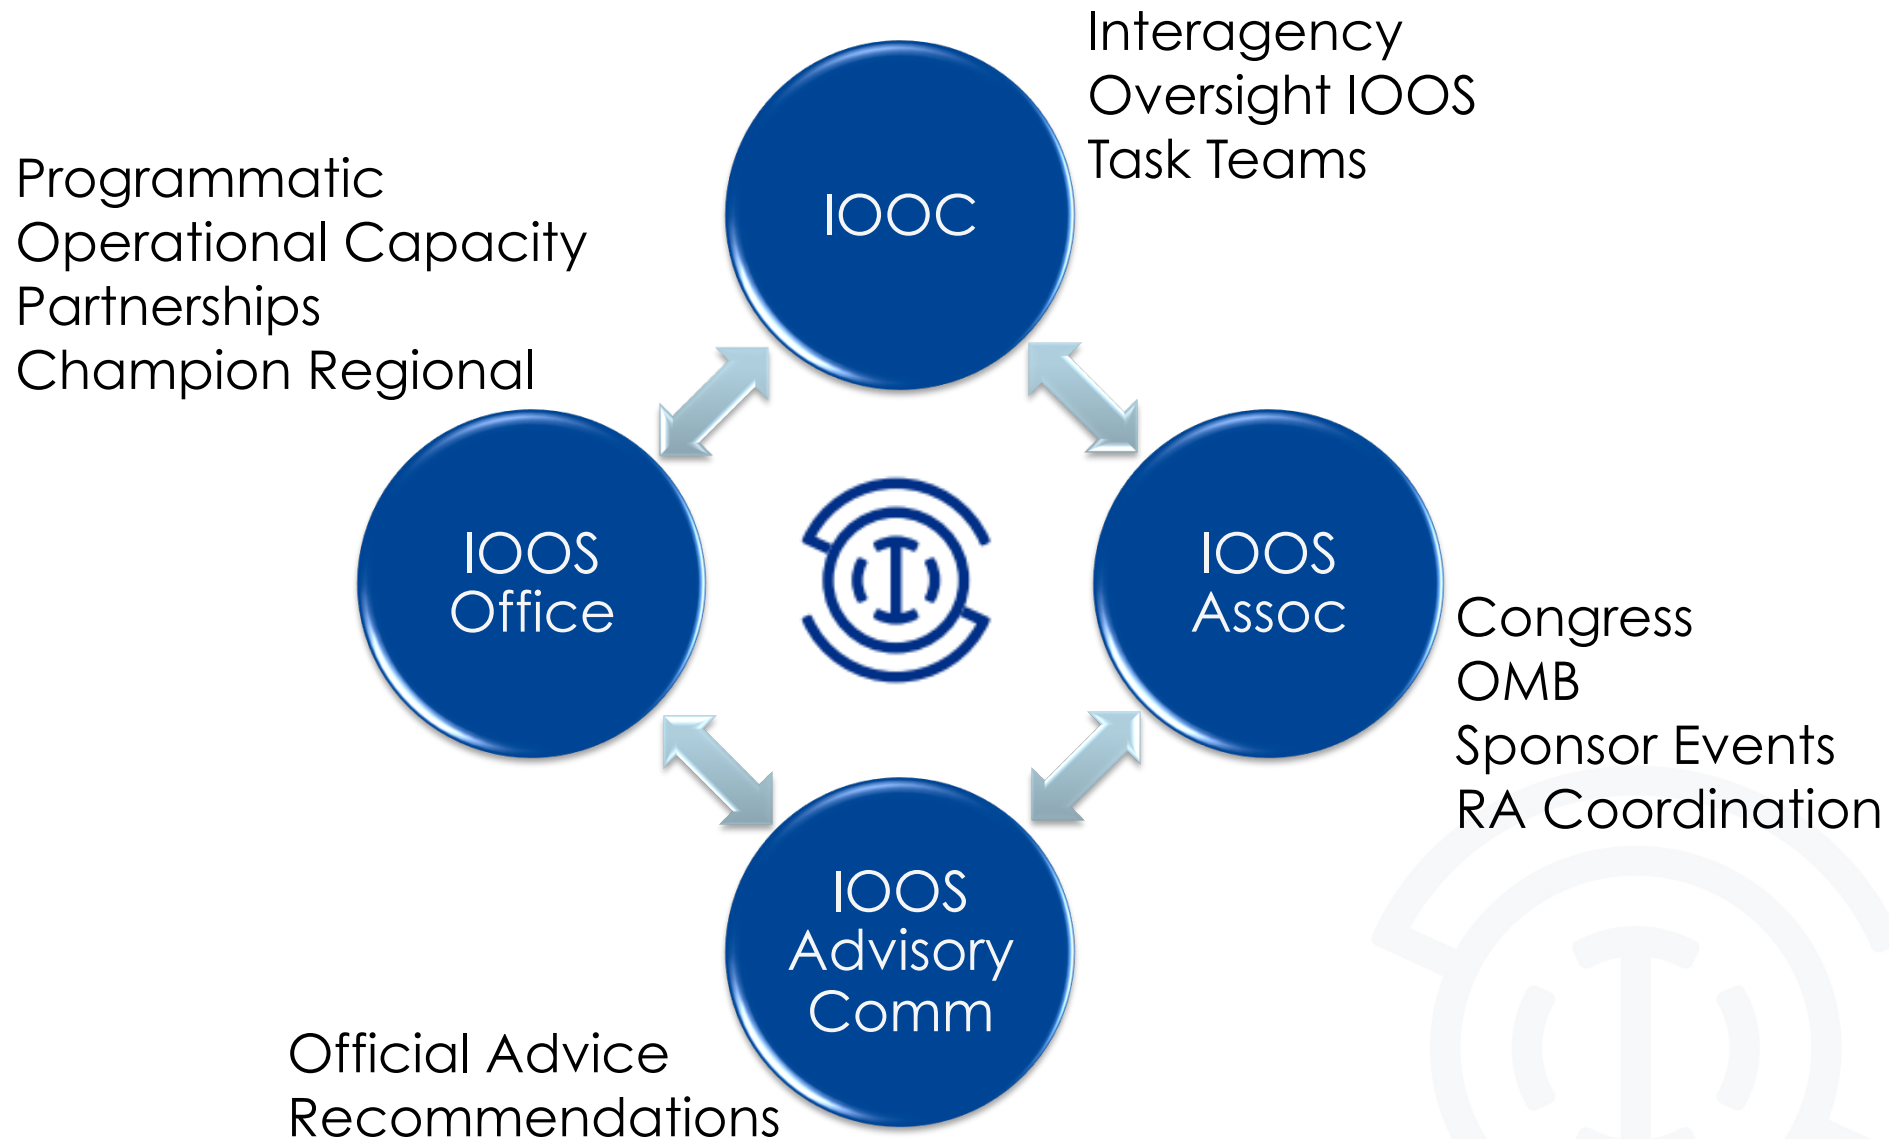 Interagency
Oversight IOOS
Task Teams
IOOC
Programmatic
Operational Capacity
Partnerships
Champion Regional
IOOS
Office
IOOS
Assoc
Congress
OMB
Sponsor Events
RA Coordination
IOOS
Advisory
Comm
Official Advice
Recommendations